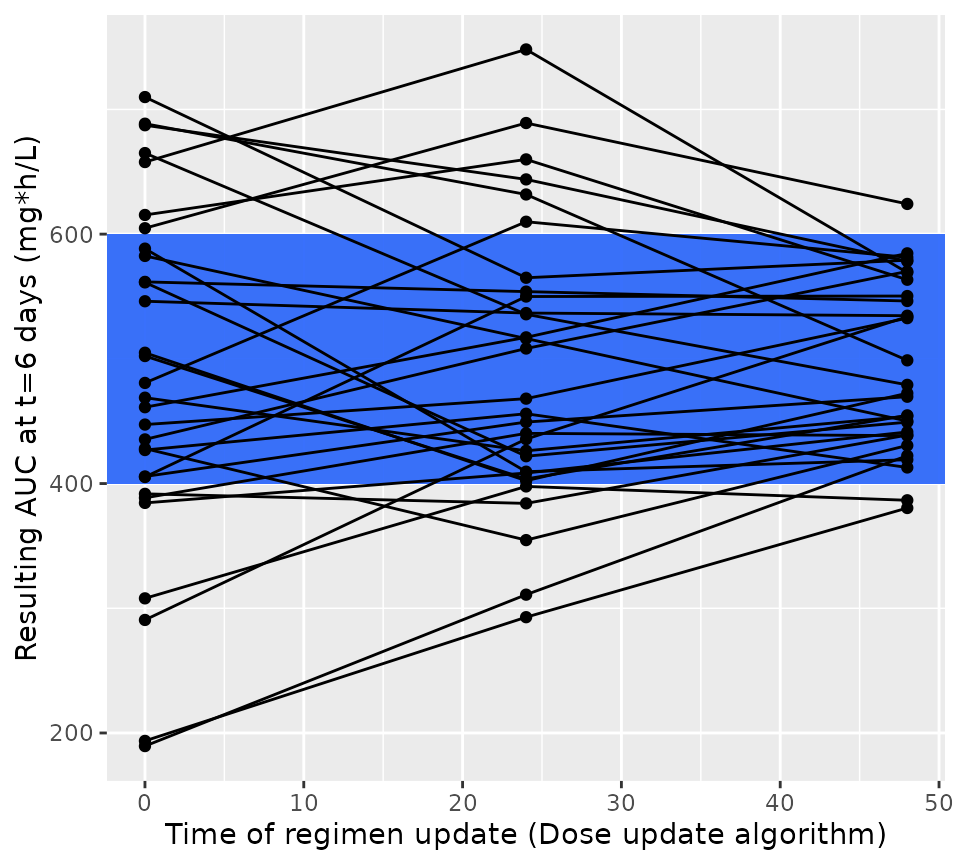 Resulting AUC at t=6 days (mg*h/L)
600
400
200
0 10 20 30 40 50
Time of regimen update (Dose update algorithm)